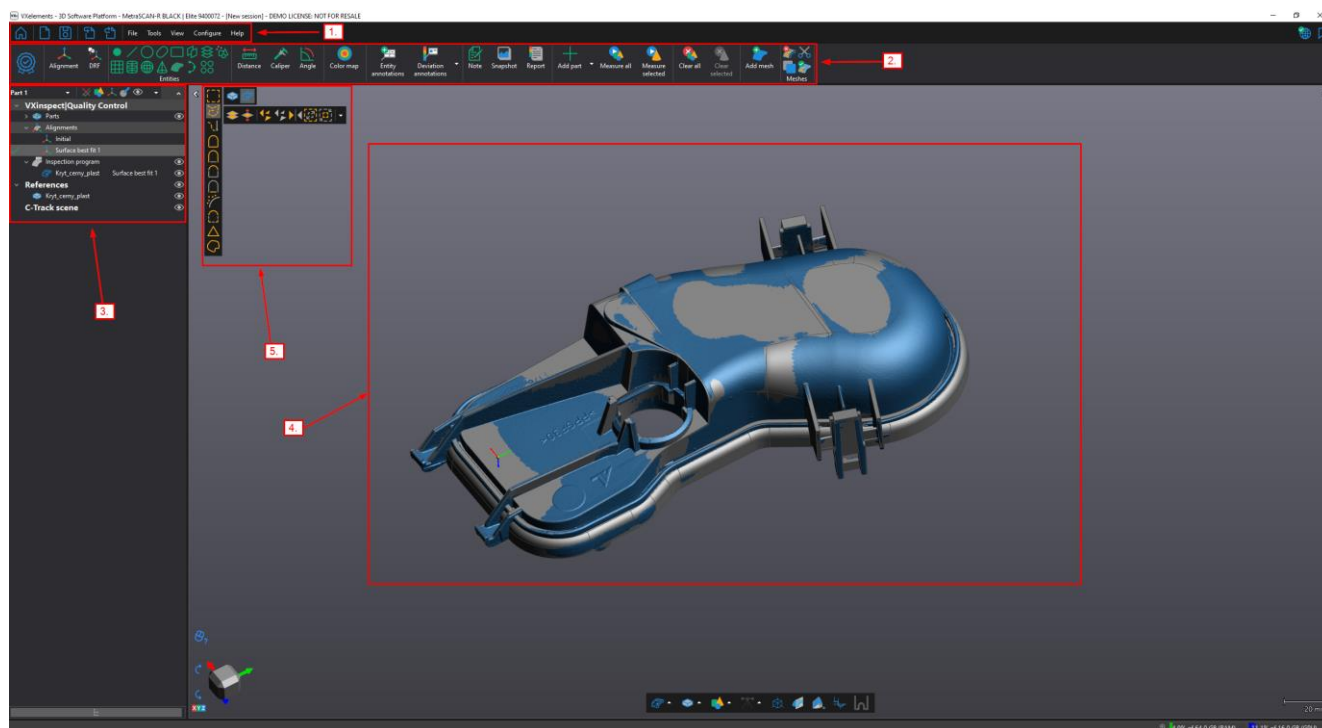 VXelements - 3D Software Platform - MetraSCAN-R BLACK | Elite 9400072 - [New session] - DEMO LICENSE: NOT FOR RESALE
File Tools View Configure Help
1.
Alignment DRF
Entities
Distance Caliper Angle Color map
Entity annotations
Deviation annotations
Note Snapshot Report Add part Measure all
Measure selected
Clear all
Clear selected
Add mesh
Meshes
2.
Part 1
VXinspect|Quality Control
Parts
Alignments
Initial
Surface best fit 1
Inspection program
Kryt_cerny_plast Surface best fit 1
References
Kryt_cerny_plast
C-Track scene
3.
5.
4.
XYZ